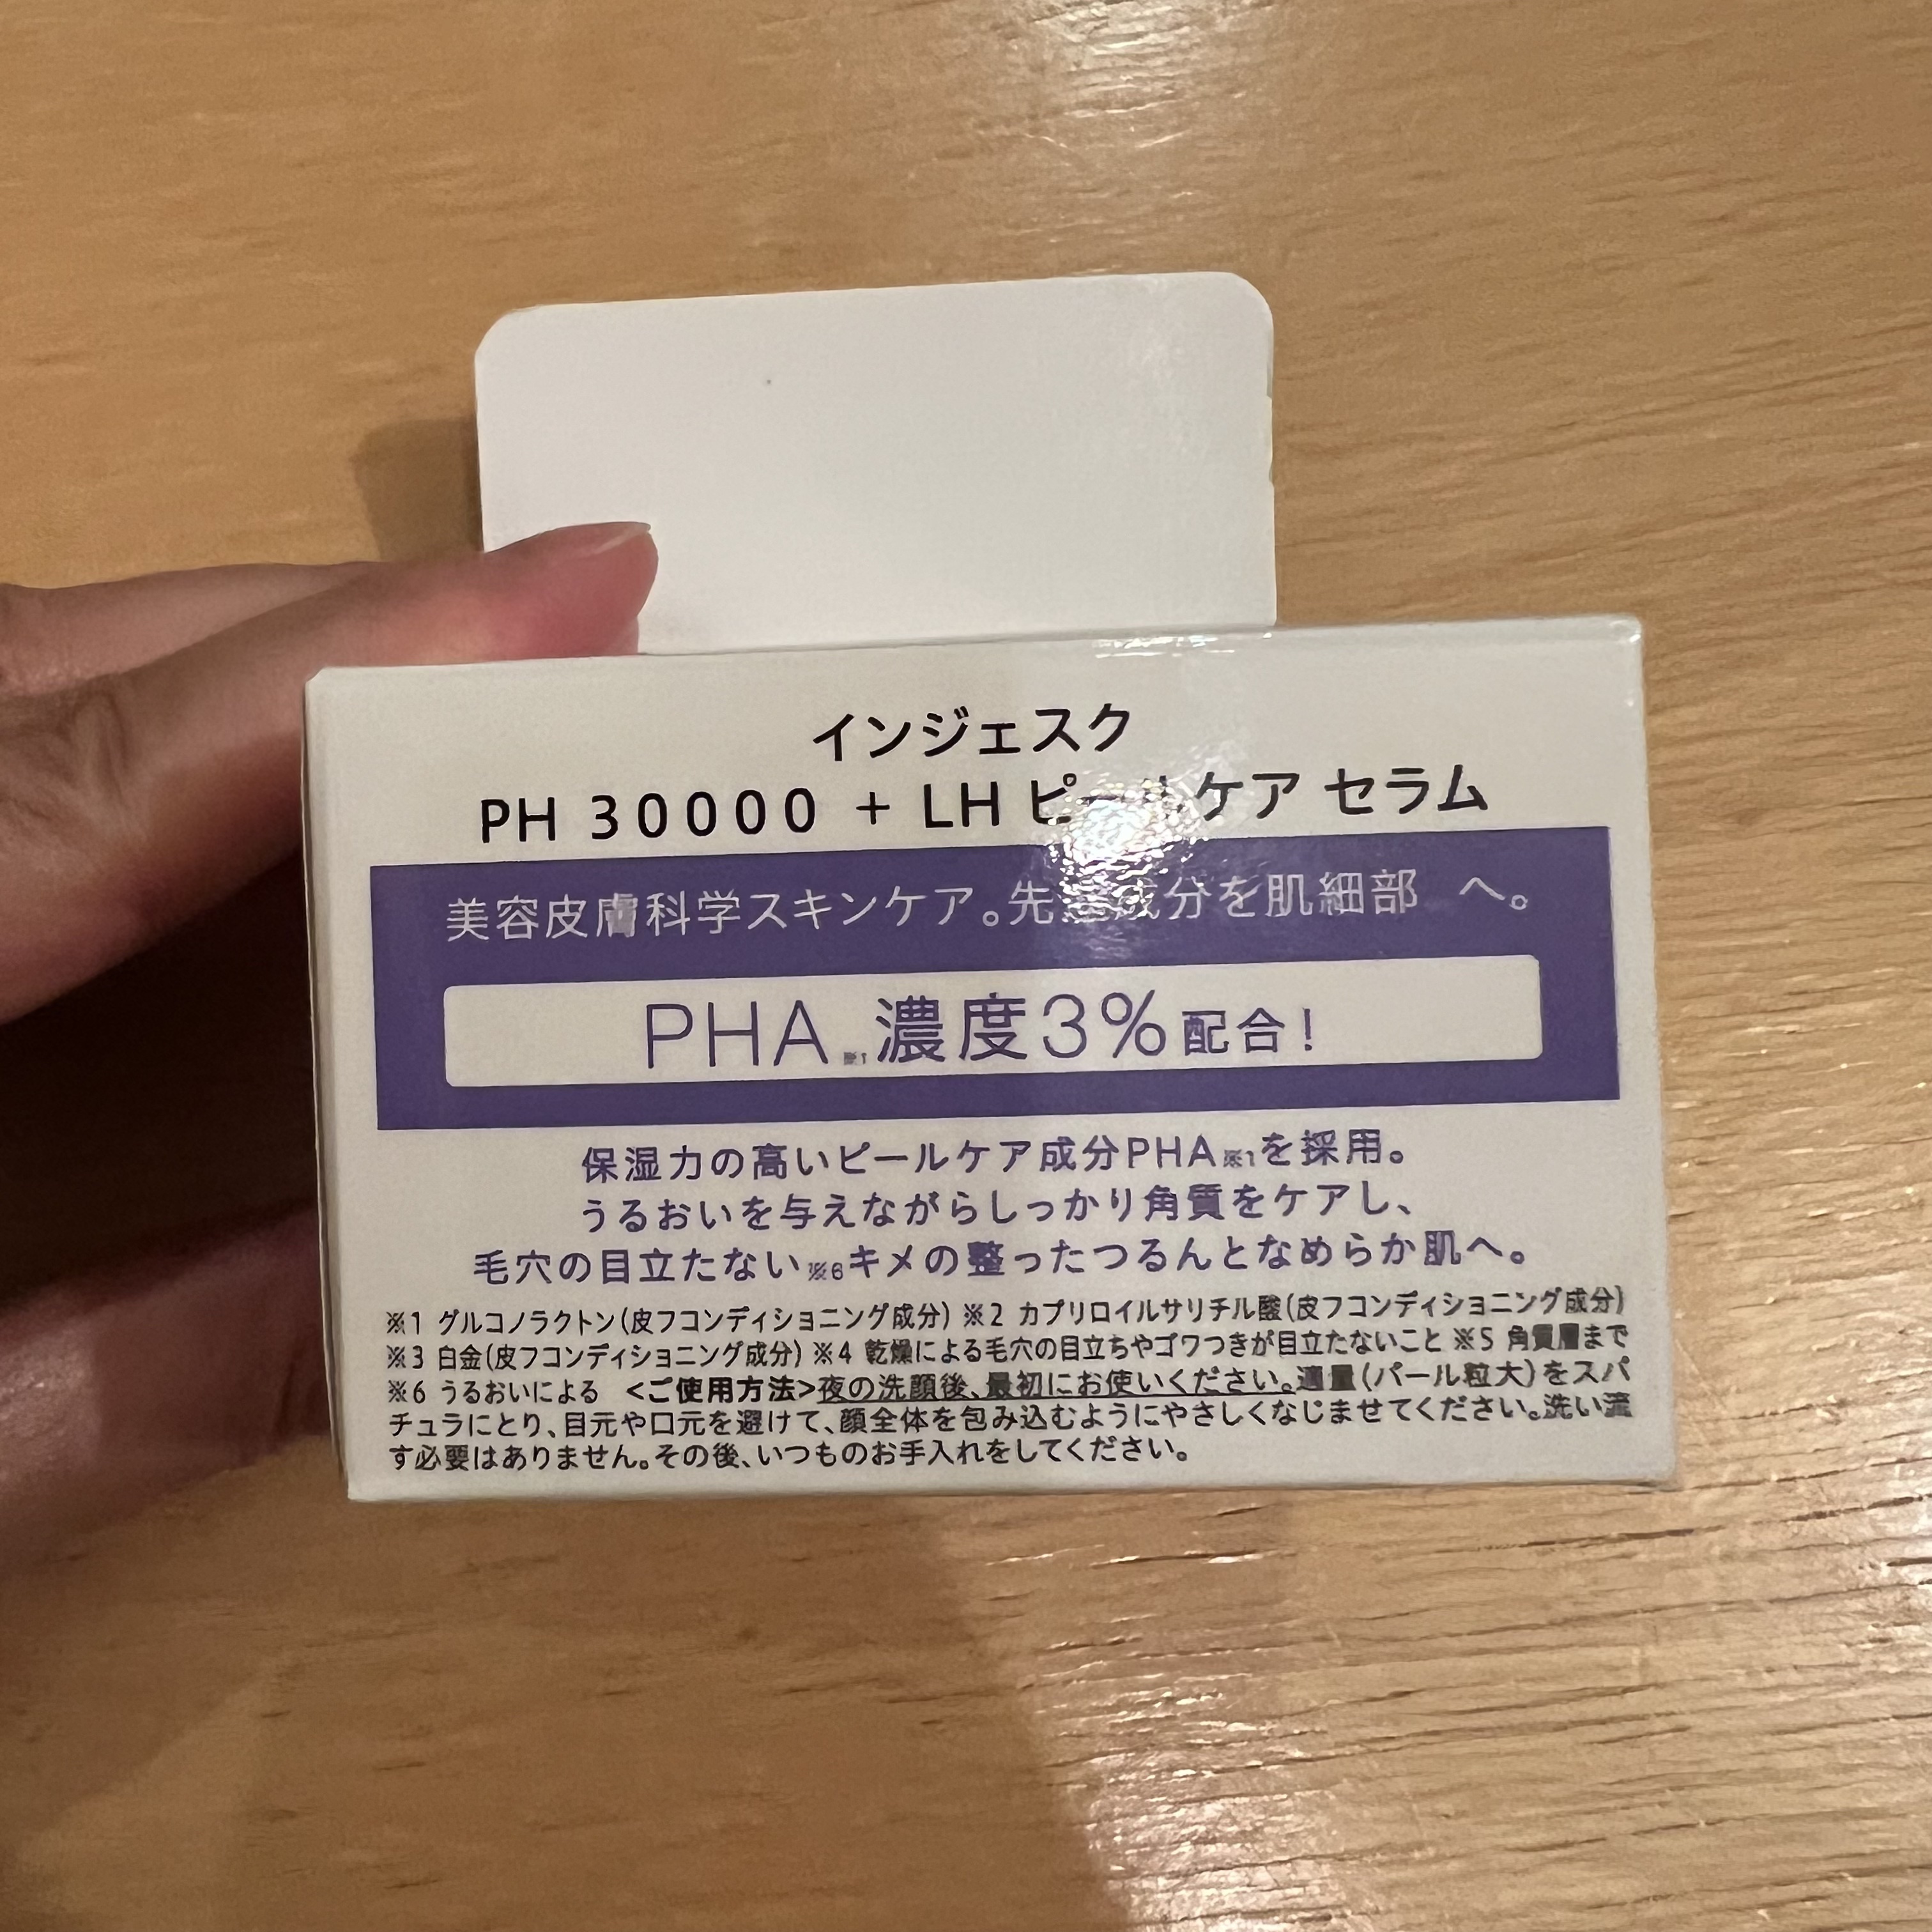 インジェスク
PH 30000 + LH ピールケア セラム
美容皮膚科学スキンケア。先 成分を肌細部 へ。
PHA※1濃度3%配合!
保湿力の高いピールケア成分PHA※1を採用。
うるおいを与えながらしっかり角質をケアし、
毛穴の目立たない※6キメの整ったつるんとなめらか肌へ。
※1 グルコノラクトン(皮フコンディショニング成分) ※2 カプリロイルサリチル酸(皮フコンディショニング成分)
※3 白金(皮フコンディショニング成分) ※4 乾燥による毛穴の目立ちやゴワつきが目立たないこと ※5 角質層まで
※6 うるおいによる <ご使用方法>夜の洗顔後、最初にお使いください。適量(パール粒大)をスパ
チュラにとり、目元や口元を避けて、顔全体を包み込むようにやさしくなじませてください。洗い流
す必要はありません。その後、いつものお手入れをしてください。